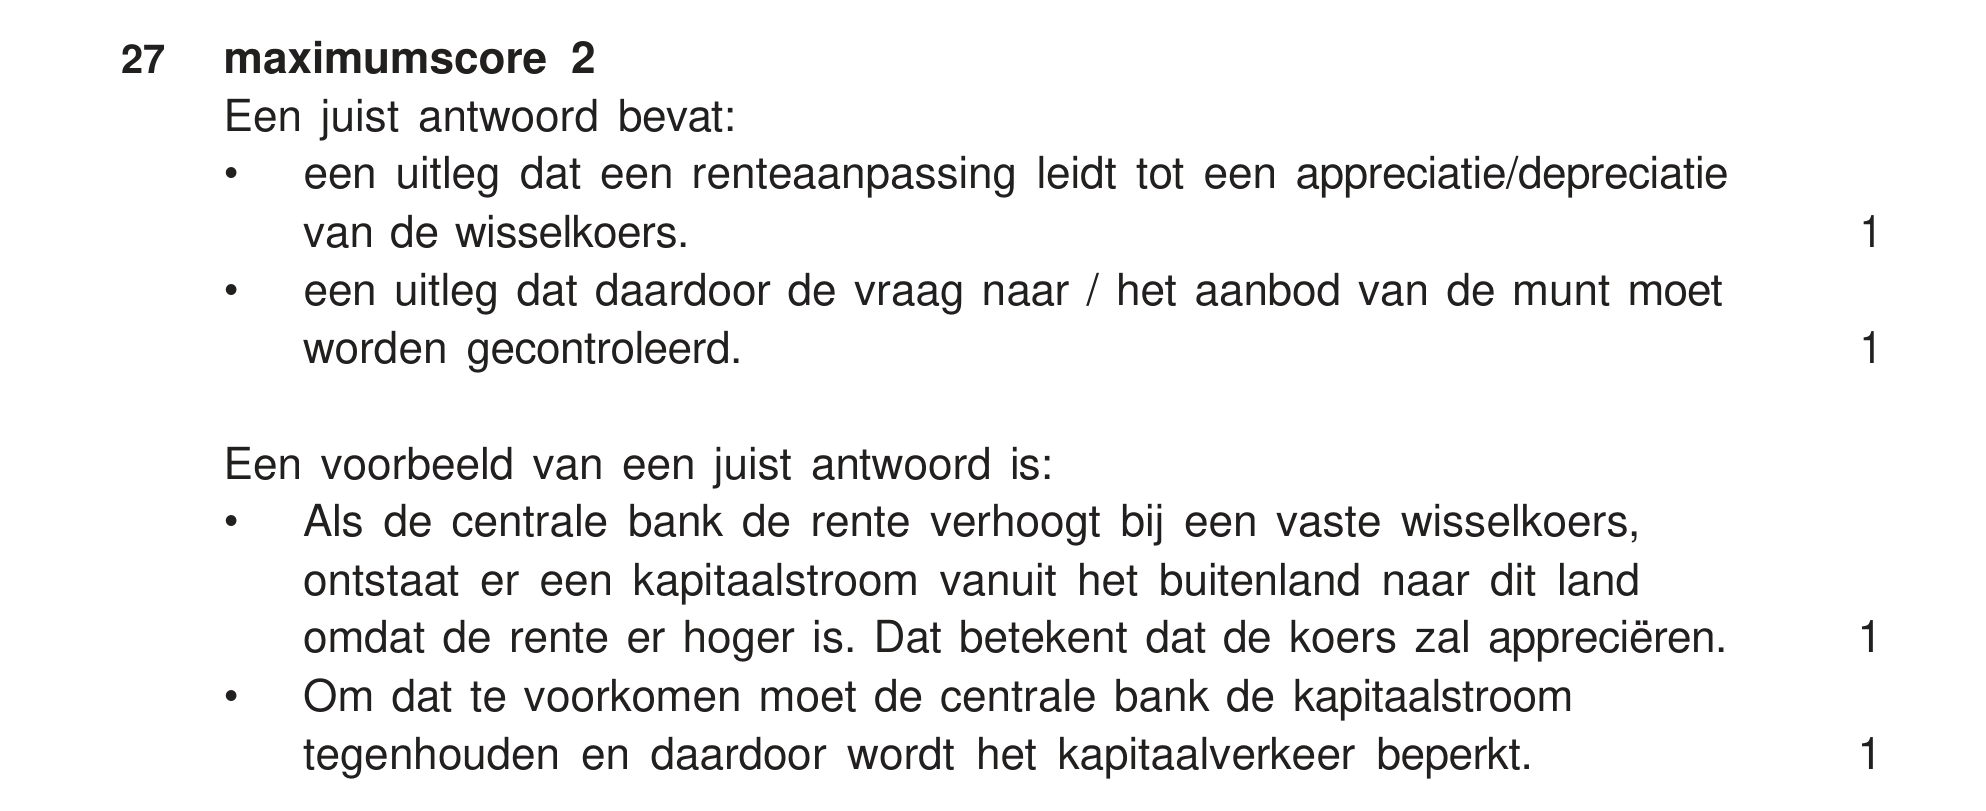 27 maximumscore 2
Een juist antwoord bevat:
• een uitleg dat een renteaanpassing leidt tot een appreciatie/depreciatie
van de wisselkoers. 1
• een uitleg dat daardoor de vraag naar / het aanbod van de munt moet
worden gecontroleerd. 1
Een voorbeeld van een juist antwoord is:
• Als de centrale bank de rente verhoogt bij een vaste wisselkoers,
ontstaat er een kapitaalstroom vanuit het buitenland naar dit land
omdat de rente er hoger is. Dat betekent dat de koers zal appreciëren. 1
• Om dat te voorkomen moet de centrale bank de kapitaalstroom
tegenhouden en daardoor wordt het kapitaalverkeer beperkt. 1